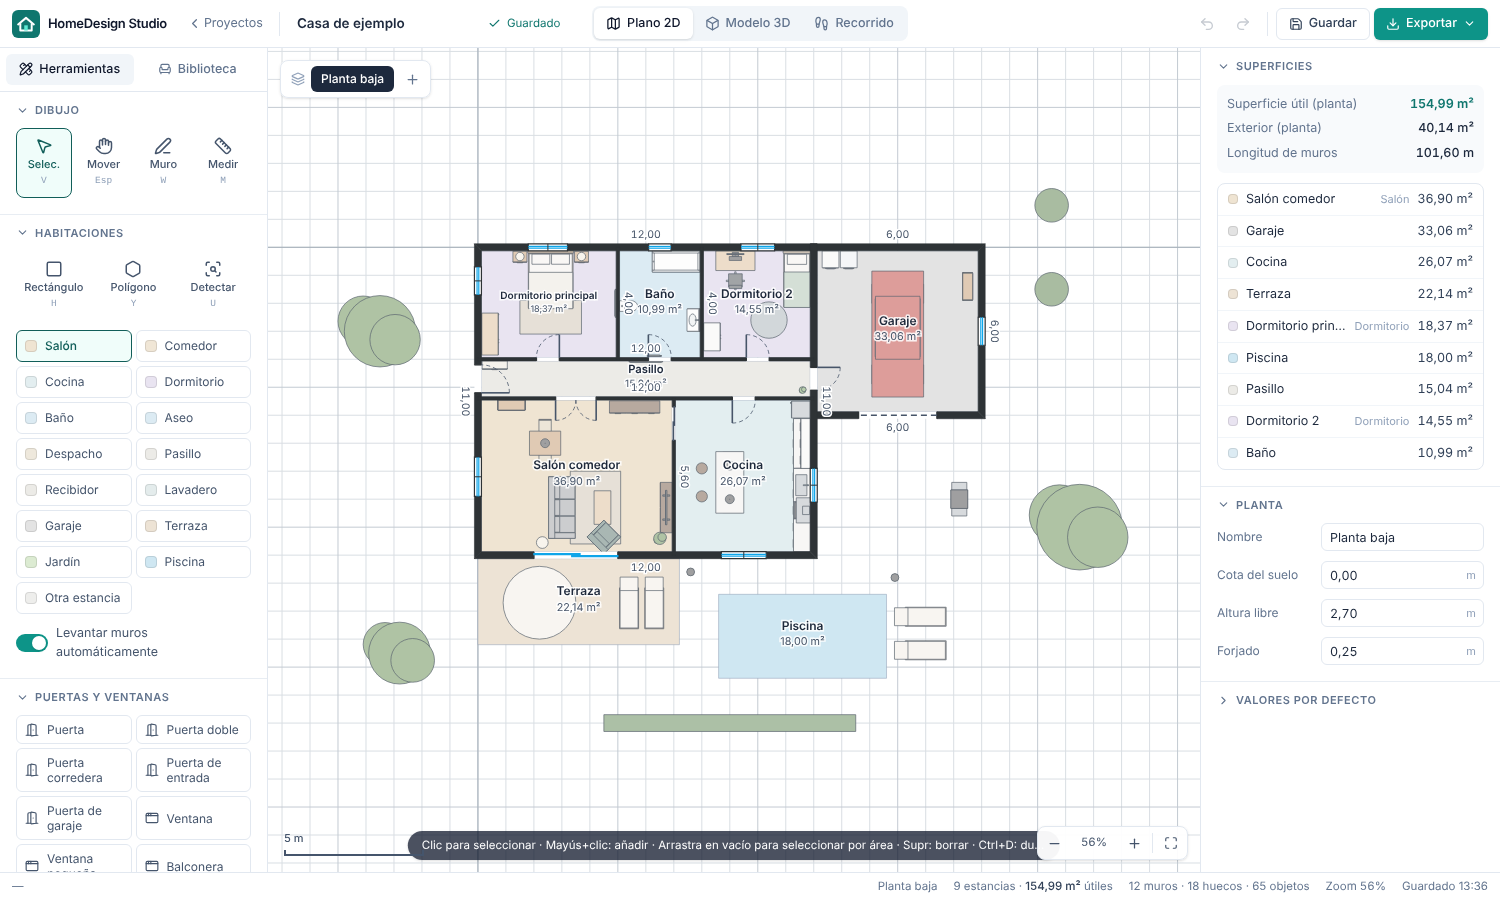 HomeDesign Studio
Proyectos
Casa de ejemplo
Guardado
Plano 2D
Modelo 3D
Recorrido
Guardar
Exportar
Herramientas
Biblioteca
DIBUJO
Selec.
V
Mover
Esp
Muro
W
Medir
M
HABITACIONES
Rectángulo
H
Polígono
Y
Detectar
U
Salón
Comedor
Cocina
Dormitorio
Baño
Aseo
Despacho
Pasillo
Recibidor
Lavadero
Garaje
Terraza
Jardín
Piscina
Otra estancia
Levantar muros
automáticamente
PUERTAS Y VENTANAS
Puerta
Puerta doble
Puerta
corredera
Puerta de
entrada
Puerta de
garaje
Ventana
Ventana
Balconera
Planta baja
12,00
6,00
Dormitorio principal
18,37 m²
4,00
Baño
10,99 m²
4,00
Dormitorio 2
14,55 m²
Garaje
33,06 m²
6,00
12,00
Pasillo
12,00
11,00
11,00
6,00
Salón comedor
36,90 m²
5,60
Cocina
26,07 m²
12,00
Terraza
22,14 m²
Piscina
18,00 m²
5 m
Clic para seleccionar · Mayús+clic: añadir · Arrastra en vacío para seleccionar por área · Supr: borrar · Ctrl+D: du...
56%
SUPERFICIES
Superficie útil (planta) 154,99 m²
Exterior (planta) 40,14 m²
Longitud de muros 101,60 m
Salón comedor Salón 36,90 m²
Garaje 33,06 m²
Cocina 26,07 m²
Terraza 22,14 m²
Dormitorio prin... Dormitorio 18,37 m²
Piscina 18,00 m²
Pasillo 15,04 m²
Dormitorio 2 Dormitorio 14,55 m²
Baño 10,99 m²
PLANTA
Nombre Planta baja
Cota del suelo 0,00 m
Altura libre 2,70 m
Forjado 0,25 m
VALORES POR DEFECTO
Planta baja 9 estancias · 154,99 m² útiles 12 muros · 18 huecos · 65 objetos Zoom 56% Guardado 13:36